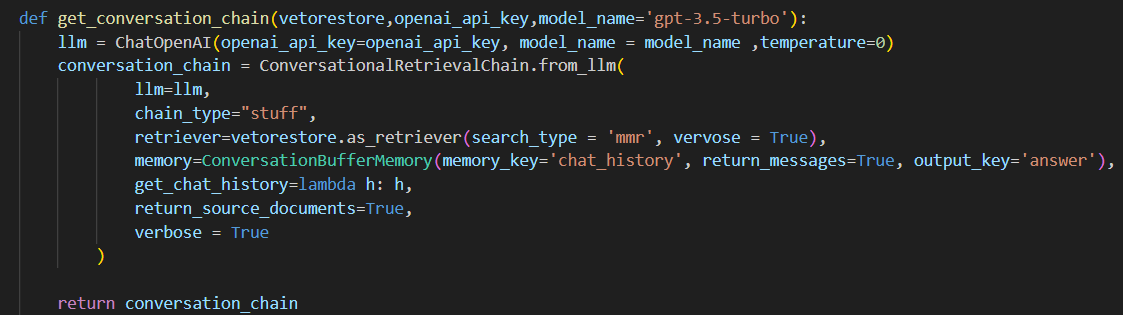 def get_conversation_chain(vetorestore,openai_api_key,model_name='gpt-3.5-turbo'):
    llm = ChatOpenAI(openai_api_key=openai_api_key, model_name = model_name ,temperature=0)
    conversation_chain = ConversationalRetrievalChain.from_llm(
            llm=llm,
            chain_type="stuff",
            retriever=vetorestore.as_retriever(search_type = 'mmr', vervose = True),
            memory=ConversationBufferMemory(memory_key='chat_history', return_messages=True, output_key='answer'),
            get_chat_history=lambda h: h,
            return_source_documents=True,
            verbose = True
        )

    return conversation_chain